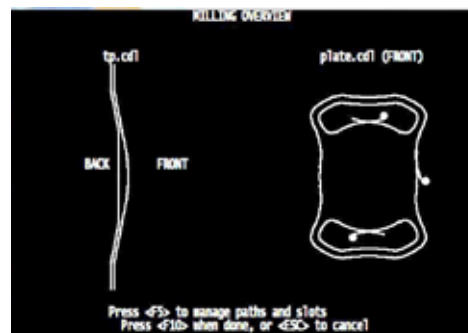 MILLING OVERVIEW
tp.cdl plate.cdl (FRONT)
BACK FRONT
Press <F5> to manage paths and slots
Press <F10> when done, or <ESC> to cancel